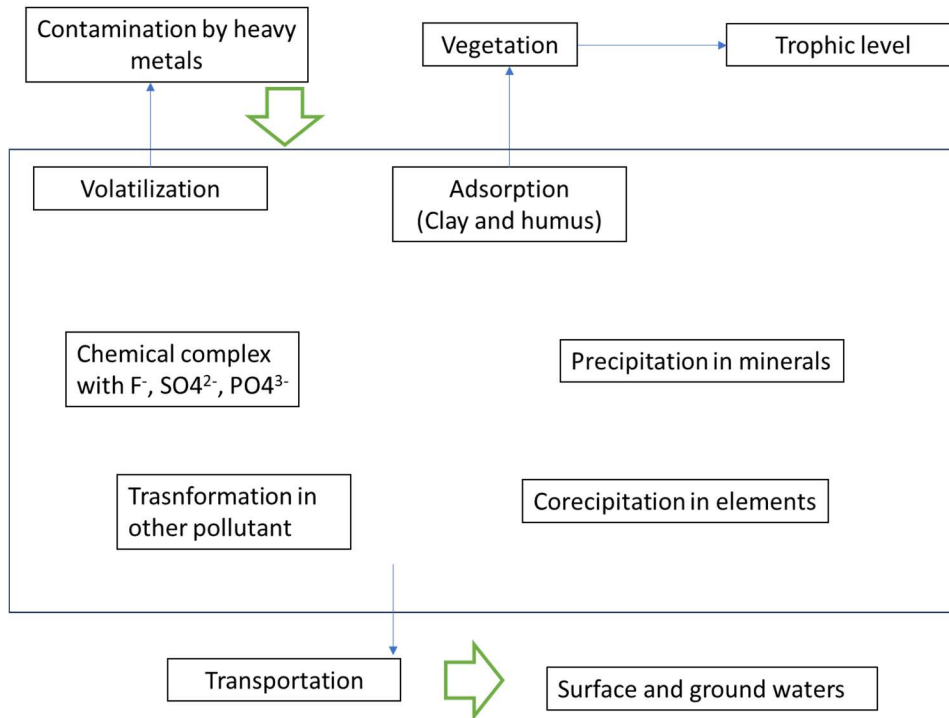 Contamination by heavy
metals
Vegetation
Trophic level
Volatilization
Adsorption
(Clay and humus)
Chemical complex
with F⁻, SO4²⁻, PO4³⁻
Precipitation in minerals
Trasnformation in
other pollutant
Corecipitation in elements
Transportation
Surface and ground waters